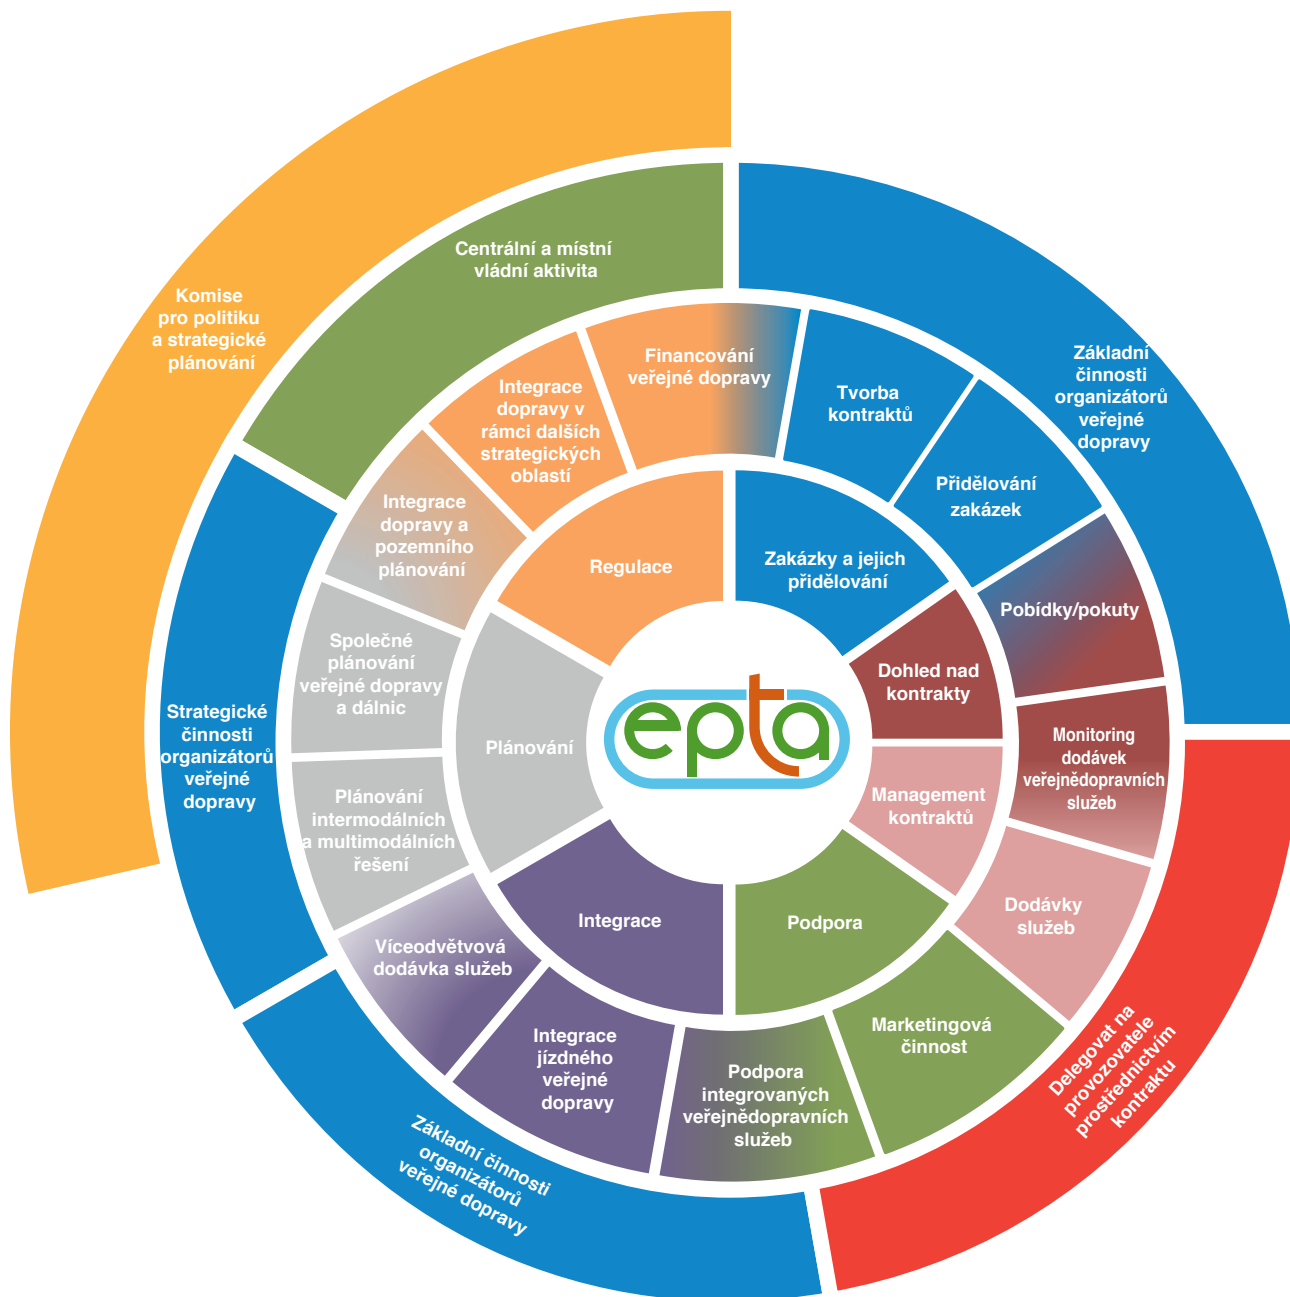 Komise
pro politiku
a strategické
plánování
Centrální a místní
vládní aktivita
Základní
činnosti
organizátorů
veřejné
dopravy
Strategické
činnosti
organizátorů
veřejné
dopravy
Základní činnosti
organizátorů
veřejné dopravy
Delegovat na
provozovatele
prostřednictvím
kontraktu
Financování
veřejné dopravy
Tvorba
kontraktů
Přidělování
zakázek
Pobídky/pokuty
Monitoring
dodávek
veřejnědopravních
služeb
Dodávky
služeb
Marketingová
činnost
Podpora
integrovaných
veřejnědopravních
služeb
Integrace
jízdného
veřejné
dopravy
Víceodvětvová
dodávka služeb
Plánování
intermodálních
a multimodálních
řešení
Společné
plánování
veřejné dopravy
a dálnic
Integrace
dopravy a
pozemního
plánování
Integrace
dopravy v
rámci dalších
strategických
oblastí
Regulace
Zakázky a jejich
přidělování
Dohled nad
kontrakty
Management
kontraktů
Podpora
Integrace
Plánování
epta